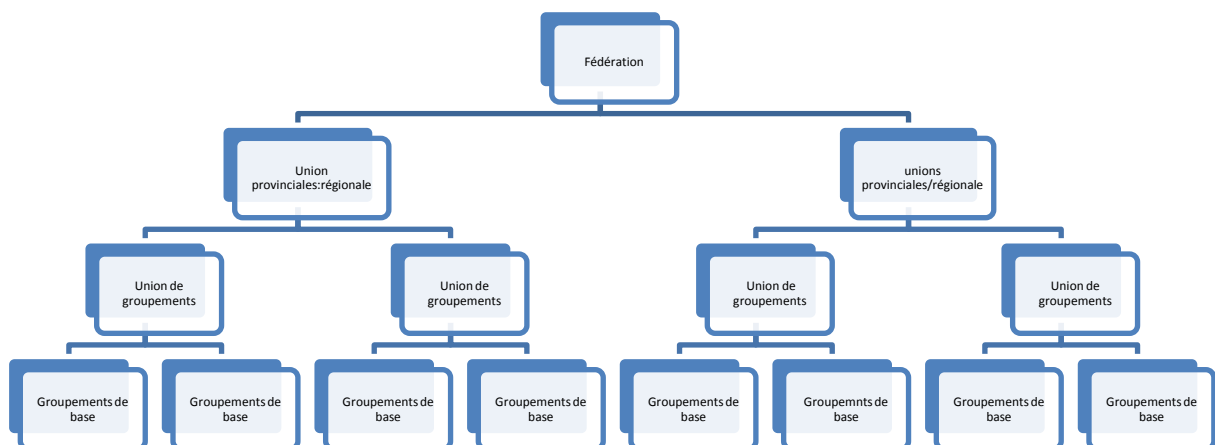 Fédération
Union
provinciales:régionale
unions
provinciales/régionale
Union de
groupements
Union de
groupements
Union de
groupements
Union de
groupements
Groupements de
base
Groupements de
base
Groupements de
base
Groupements de
base
Groupements de
base
Groupemnts de
base
Groupements de
base
Groupements de
base